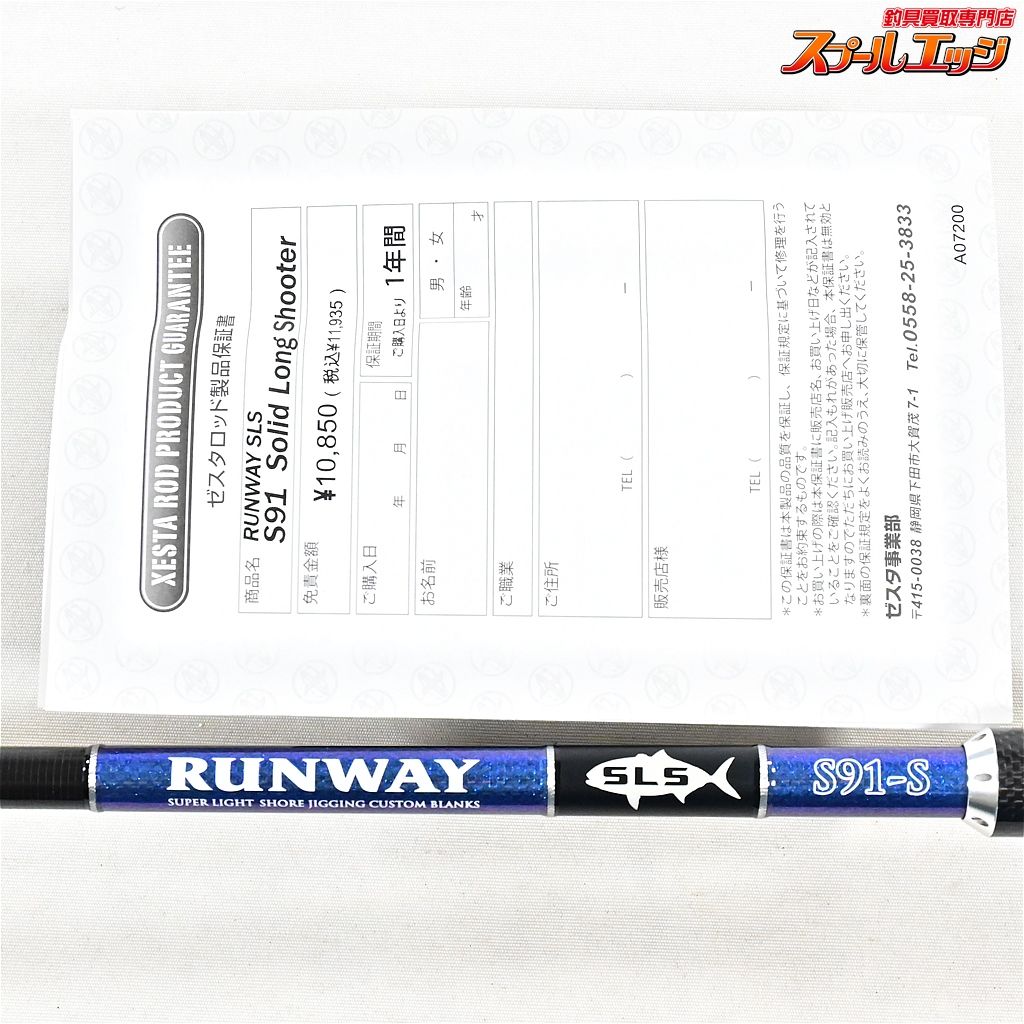 釣具買取専門店
スプールエッジ
XESTA ROD PRODUCT GUARANTEE
ゼスタロッド製品保証書
商品名 RUNWAY SLS
S91 Solid Long Shooter
免責金額 ¥10,850 ( 税込¥11,935 )
ご購入日 年 月 日
保証期間
ご購入日より 1年間
お名前
男 ・ 女
年齢 才
ご職業
ご住所
TEL ( ) ー
販売店様
TEL ( ) ー
*この保証書は本製品の品質を保証し、保証規定に基づいて修理を行う
ことをお約束するものです。
*お買い上げの際は本保証書に販売店名、お買い上げ日などが記入されて
いることをご確認ください。記入もれがあった場合、本保証書は無効と
なりますのでただちにお買い上げ販売店へお申し出ください。
*裏面の保証規定をよくお読みのうえ、大切に保管してください。
ゼスタ事業部
〒415-0038 静岡県下田市大賀茂7-1 Tel.0558-25-3833
A07200
RUNWAY
SUPER LIGHT SHORE JIGGING CUSTOM BLANKS
SLS
S91-S